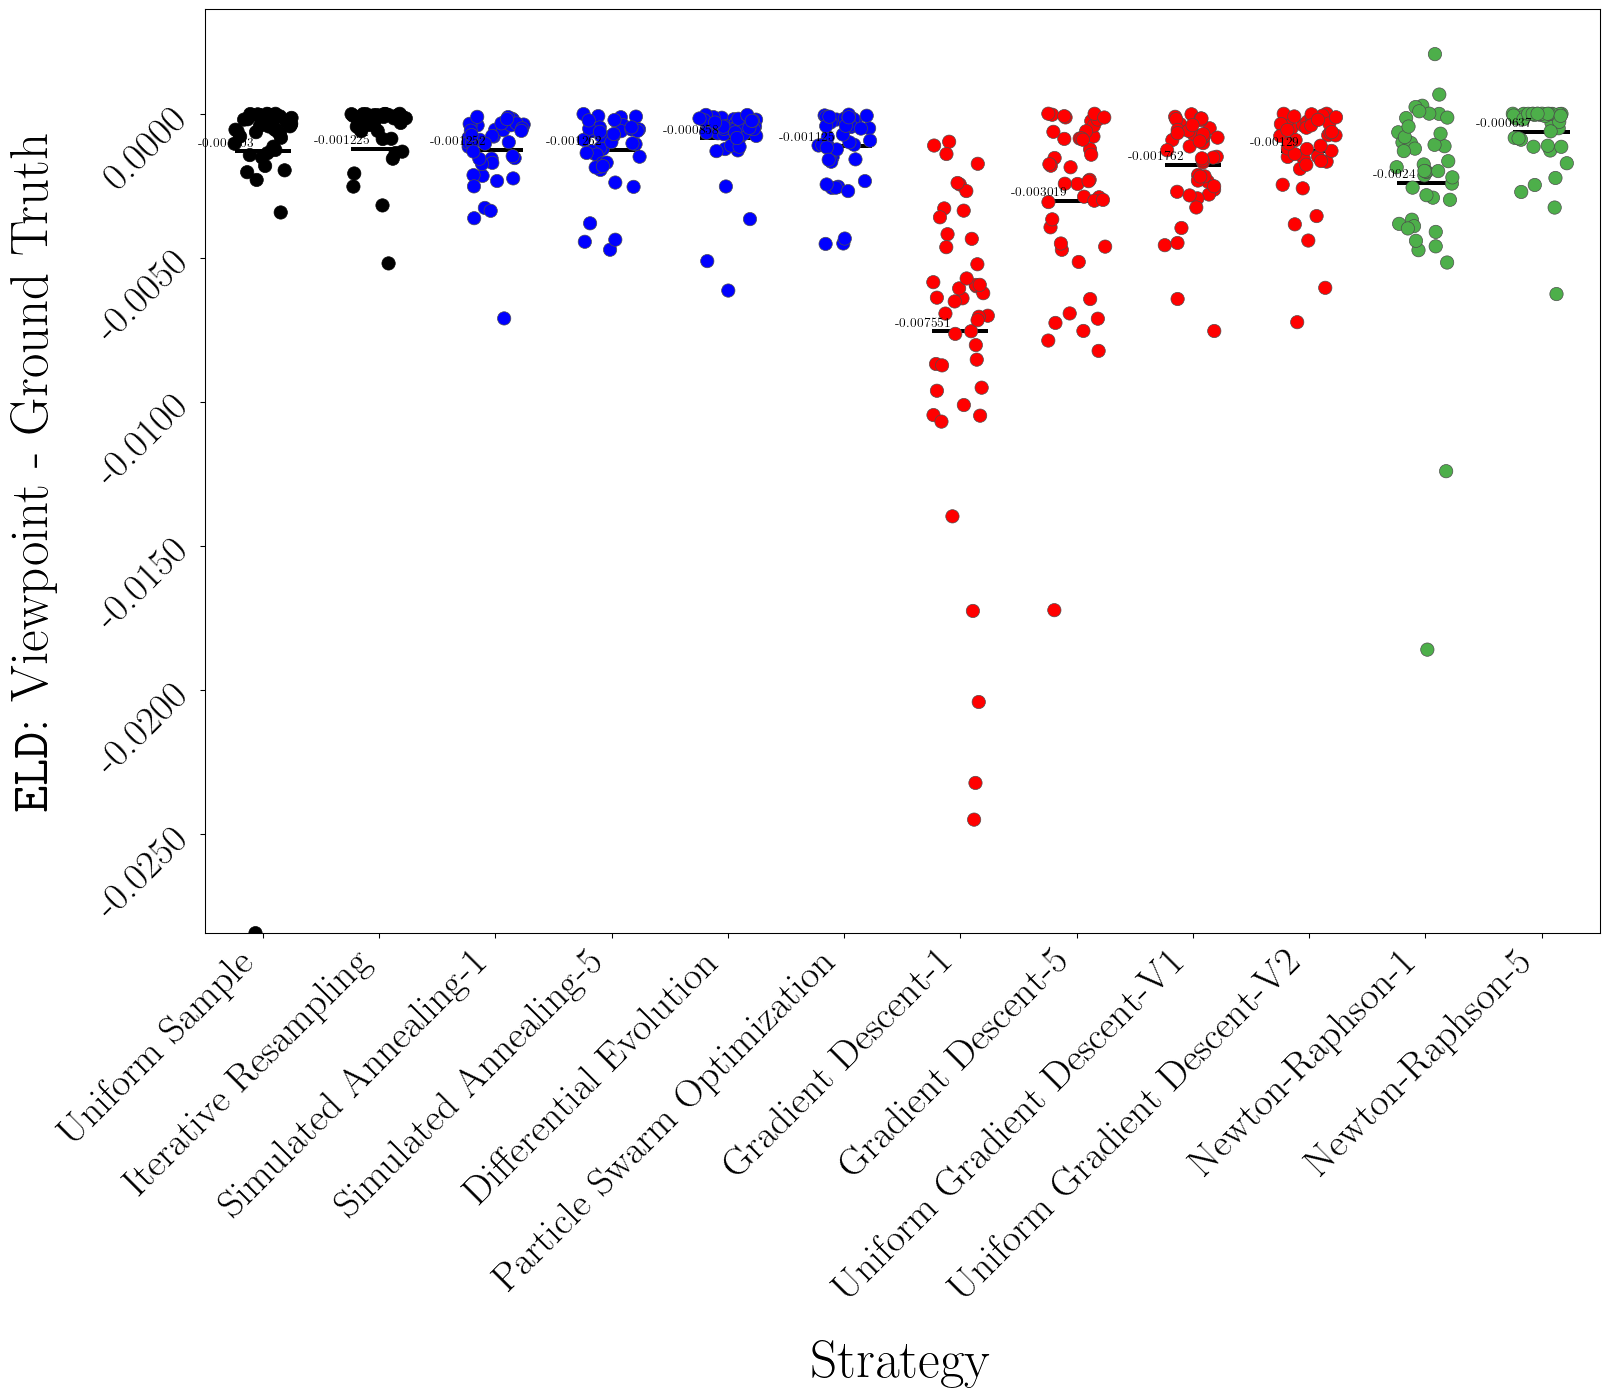 ELD: Viewpoint - Ground Truth
0.0000
-0.0050
-0.0100
-0.0150
-0.0200
-0.0250
-0.001225
-0.007551
-0.003019
-0.001762
-0.000637
Uniform Sample
Iterative Resampling
Simulated Annealing-1
Simulated Annealing-5
Differential Evolution
Particle Swarm Optimization
Gradient Descent-1
Gradient Descent-5
Uniform Gradient Descent-V1
Uniform Gradient Descent-V2
Newton-Raphson-1
Newton-Raphson-5
Strategy